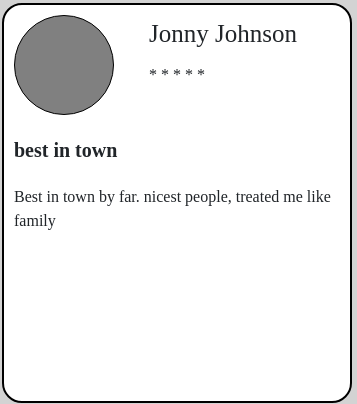 Jonny Johnson
* * * * *
best in town
Best in town by far. nicest people, treated me like
family